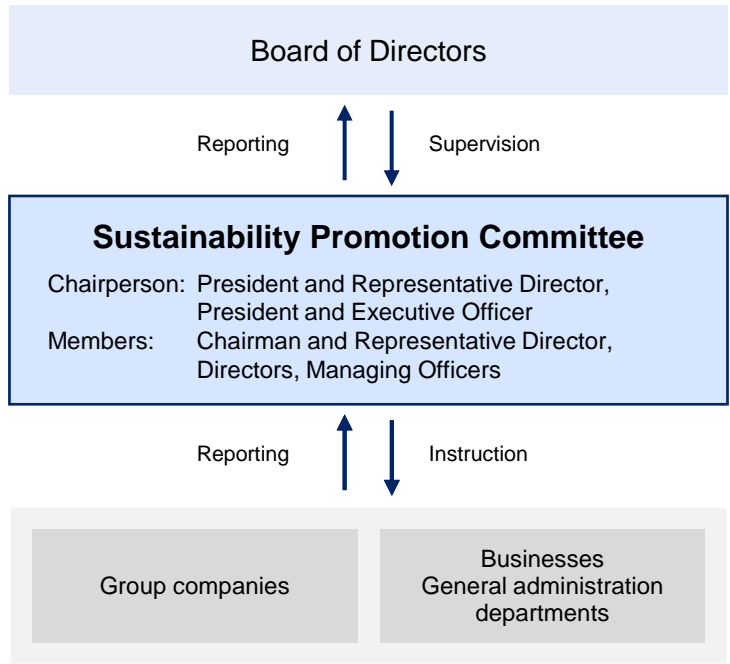 Board of Directors
Reporting
Supervision
Sustainability Promotion Committee
Chairperson: President and Representative Director,
President and Executive Officer
Members: Chairman and Representative Director,
Directors, Managing Officers
Reporting
Instruction
Group companies
Businesses
General administration
departments